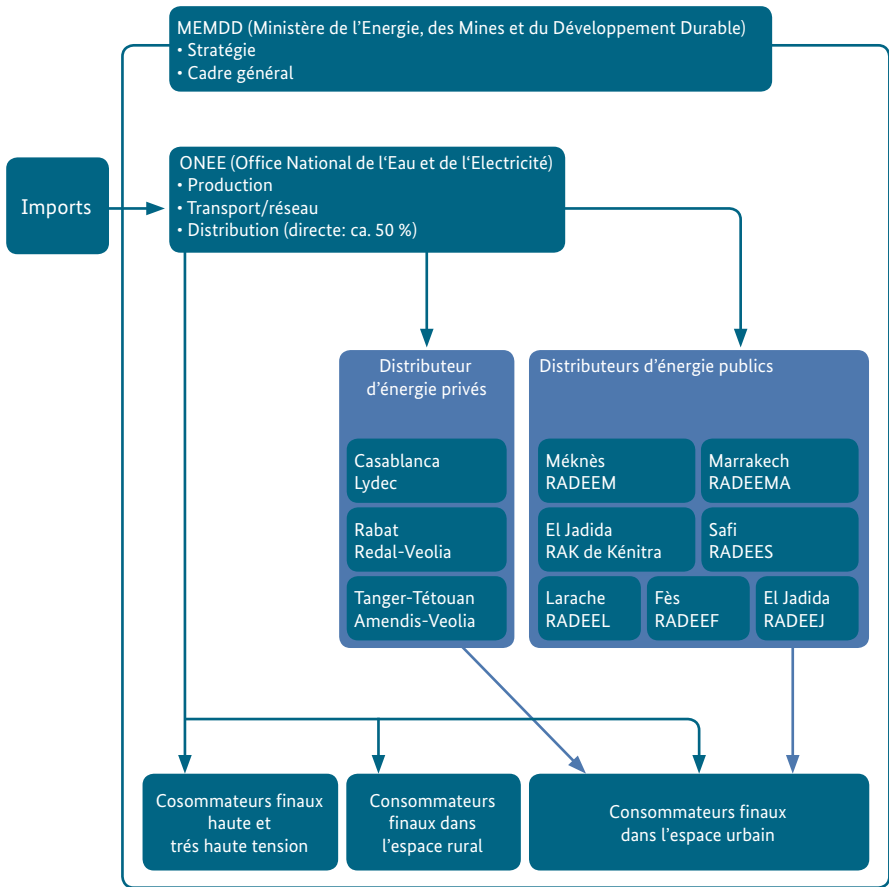 MEMDD (Ministère de l'Energie, des Mines et du Développement Durable)
• Stratégie
• Cadre général
Imports
ONEE (Office National de l'Eau et de l'Electricité)
• Production
• Transport/réseau
• Distribution (directe: ca. 50 %)
Distributeur
d'énergie privés
Casablanca
Lydec
Rabat
Redal-Veolia
Tanger-Tétouan
Amendis-Veolia
Distributeurs d'énergie publics
Méknès
RADEEM
Marrakech
RADEEMA
El Jadida
RAK de Kénitra
Safi
RADEES
Larache
RADEEL
Fès
RADEEF
El Jadida
RADEEJ
Cosommateurs finaux
haute et
trés haute tension
Consommateurs
finaux dans
l'espace rural
Consommateurs finaux
dans l'espace urbain